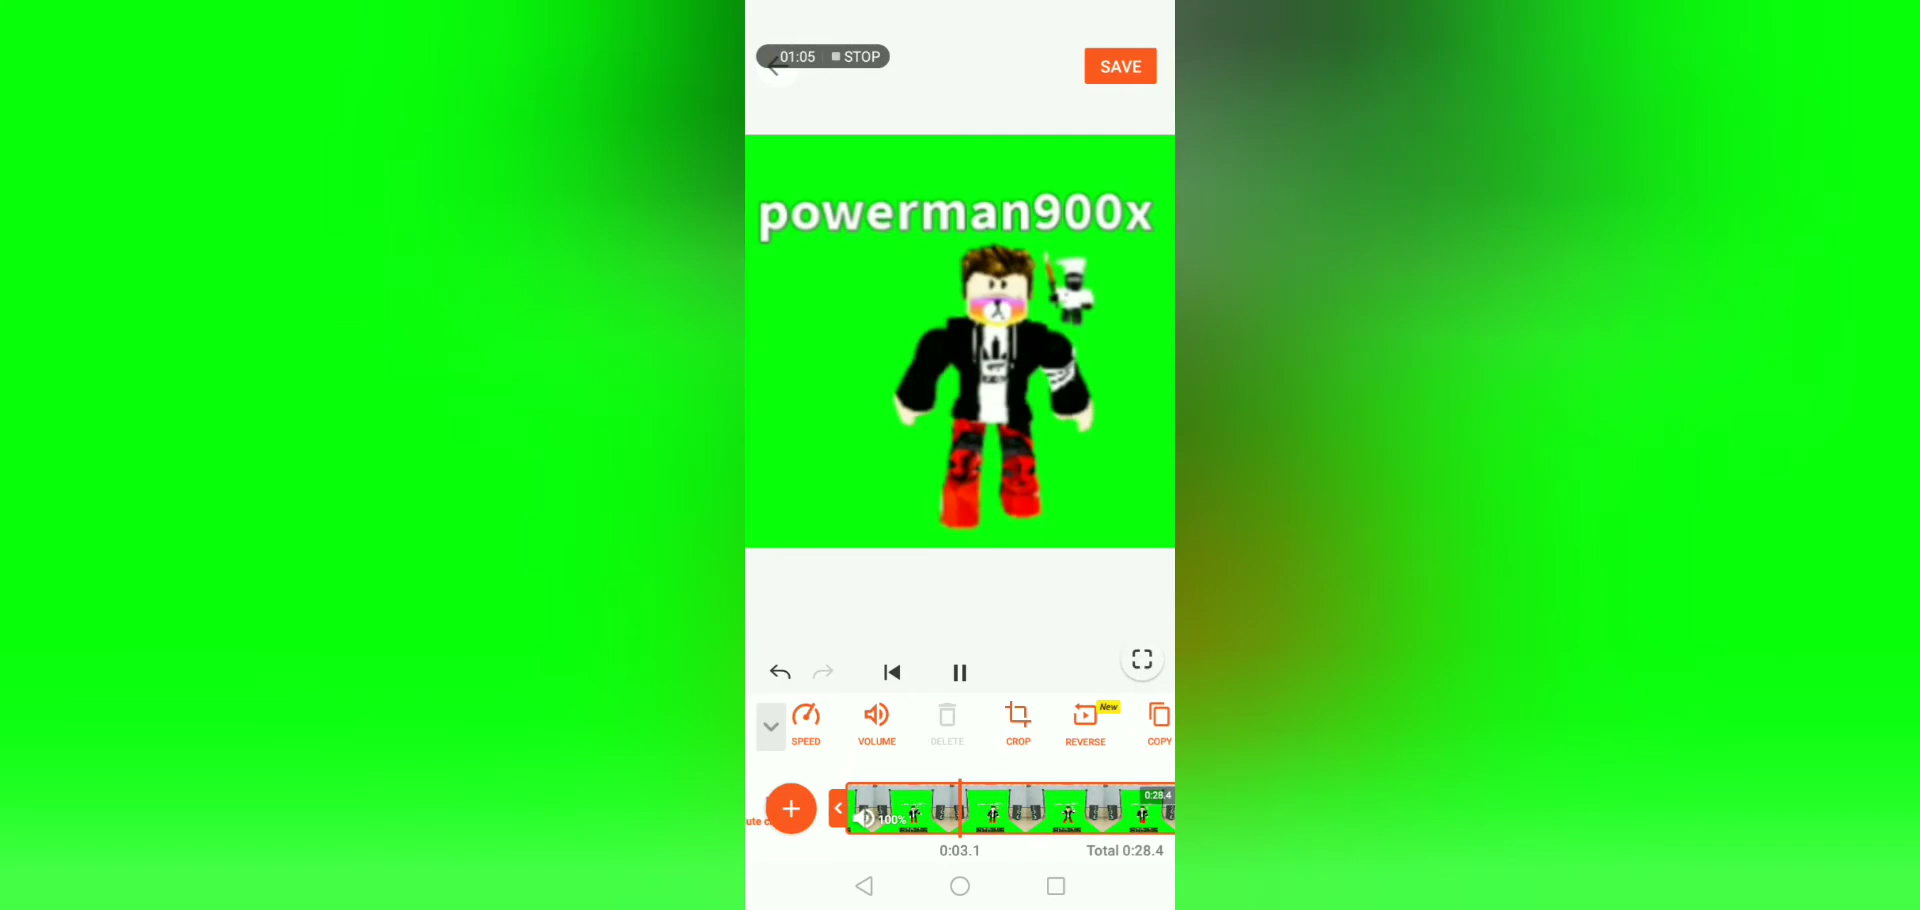 01:05 STOP
SAVE
powerman900x
New
SPEED VOLUME DELETE CROP REVERSE COPY
0:28.4
ute c
100%
0:03.1 Total 0:28.4